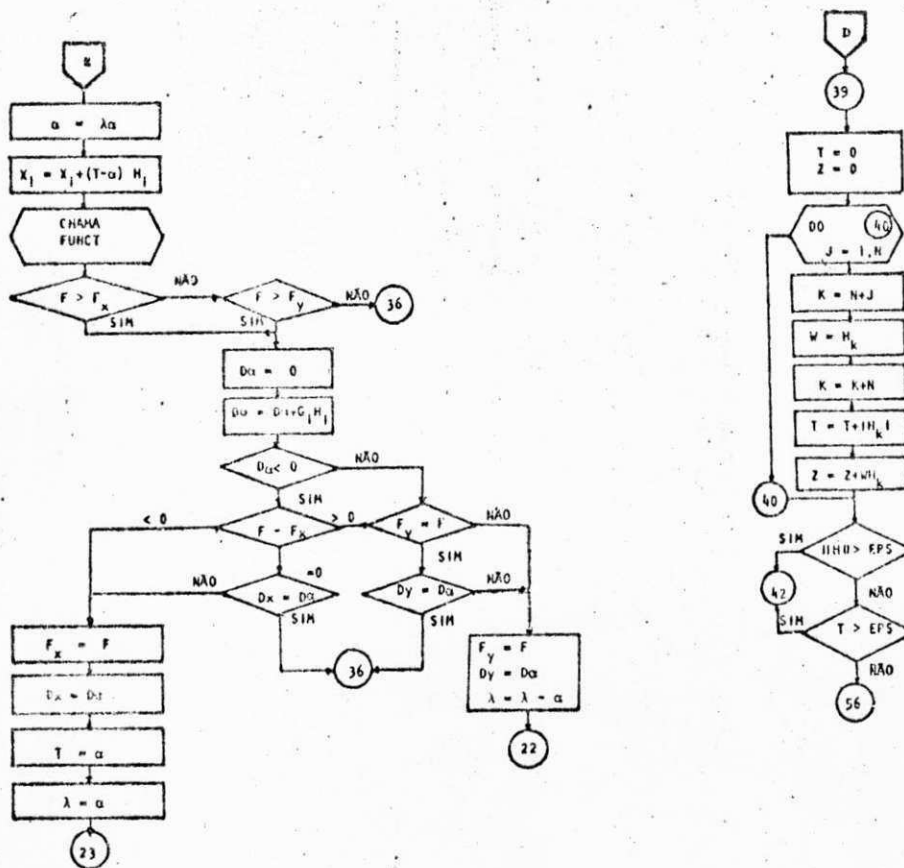 α = λα
X_i = X_i+(T-α) H_i
CHAMA
FUNCT
F > F_x
NÃO
SIM
F > F_y
NÃO
SIM
36
Dα = 0
Dα = Dα+G_iH_i
Dα< 0
NÃO
SIM
< 0
F - F_x
> 0
=0
F_y = F
NÃO
SIM
NÃO
Dx = Dα
SIM
Dy = Dα
NÃO
SIM
36
F_x = F
Dx = Dα
T = α
λ = α
23
F_y = F
Dy = Dα
λ = λ - α
22
D
39
T = 0
Z = 0
DO
40
J = 1,N
K = N+J
W = H_k
K = K+N
T = T+|H_k|
Z = Z+WH_k
40
SIM
> EPS
42
NÃO
SIM
T > EPS
NÃO
56